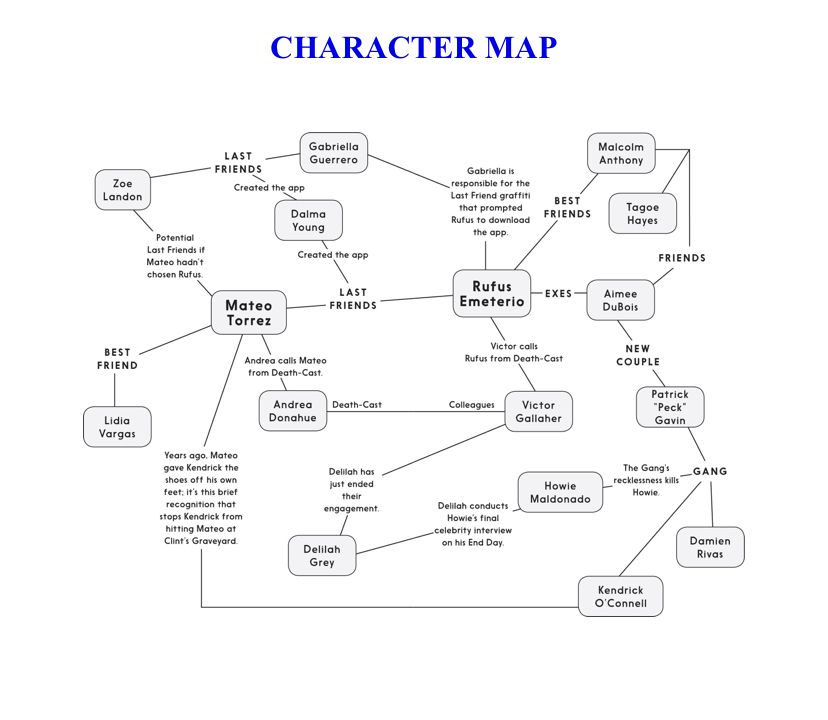 CHARACTER MAP
Gabriella
Guerrero
Malcolm
Anthony
LAST
FRIENDS
Zoe
Landon
Created the app
Gabriella is
responsible for the
Last Friend graffiti
that prompted
Rufus to download
the app.
BEST
FRIENDS
Tagoe
Hayes
Dalma
Young
Potential
Last Friends if
Mateo hadn't
chosen Rufus.
Created the app
FRIENDS
Mateo
Torrez
LAST
FRIENDS
Rufus
Emeterio
EXES
Aimee
DuBois
BEST
FRIEND
Andrea calls Mateo
from Death-Cast.
Victor calls
Rufus from Death-Cast
NEW
COUPLE
Lidia
Vargas
Andrea
Donahue
Death-Cast
Colleagues
Victor
Gallaher
Patrick
"Peck"
Gavin
Years ago, Mateo
gave Kendrick the
shoes off his own
feet; it's this brief
recognition that
stops Kendrick from
hitting Mateo at
Clint's Graveyard.
Delilah has
just ended
their
engagement.
Howie
Maldonado
The Gang's
recklessness kills
Howie.
GANG
Delilah conducts
Howie's final
celebrity interview
on his End Day.
Delilah
Grey
Damien
Rivas
Kendrick
O'Connell